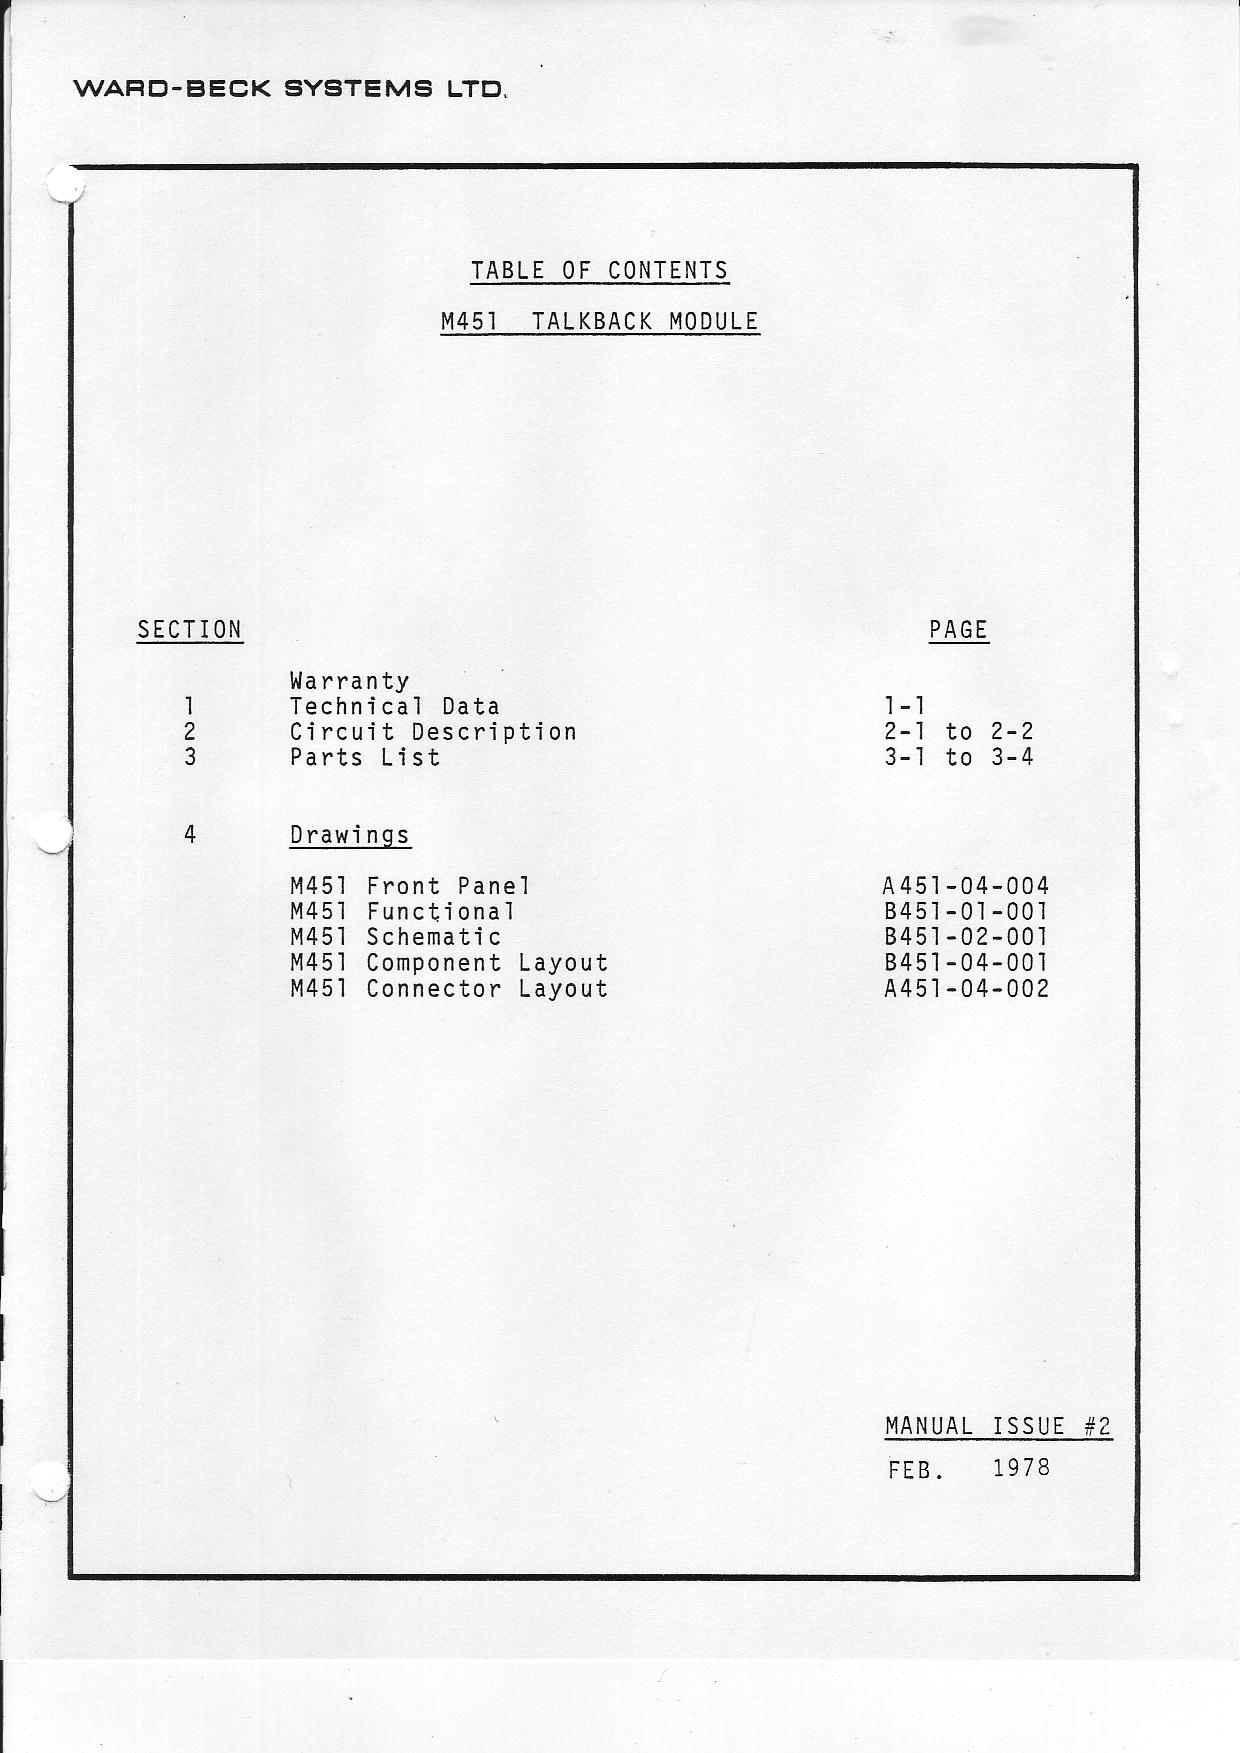 WARD-BECK SYSTEMS LTD.
TABLE OF CONTENTS
M451 TALKBACK MODULE
SECTION PAGE
Warranty
1 Technical Data 1-1
2 Circuit Description 2-1 to 2-2
3 Parts List 3-1 to 3-4
4 Drawings
M451 Front Panel A451-04-004
M451 Functional B451-01-001
M451 Schematic B451-02-001
M451 Component Layout B451-04-001
M451 Connector Layout A451-04-002
MANUAL ISSUE #2
FEB. 1978